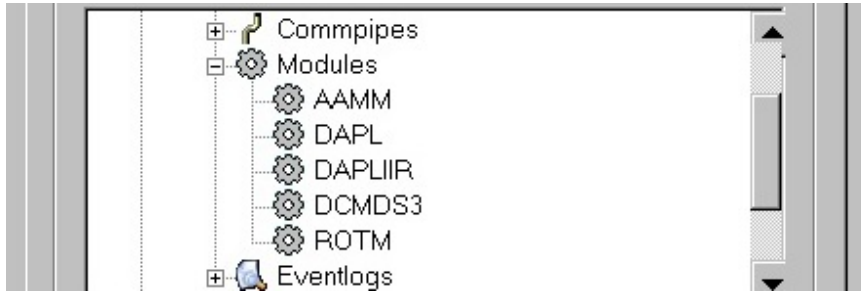 Commpipes
Modules
AAMM
DAPL
DAPLIIR
DCMDS3
ROTM
Eventlogs